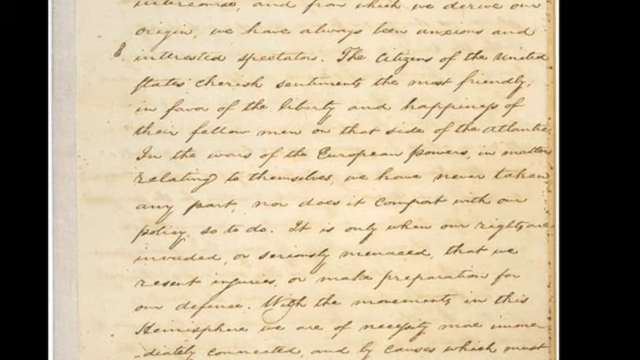 intercourse, and from which we derive our
origin, we have always been anxious and
interested spectators. The Citizens of the United
States cherish sentiments the most friendly,
in favor of the liberty and happiness of
their fellow men on that side of the Atlantic.
In the wars of the European powers, in matters
relating to themselves, we have never taken
any part, nor does it comport with our
policy, so to do. It is only when our rights are
invaded, or seriously menaced, that we
resent injuries, or make preparation for
our defense. With the movements in this
Hemisphere we are of necessity more imme-
-diately connected, and by causes which must